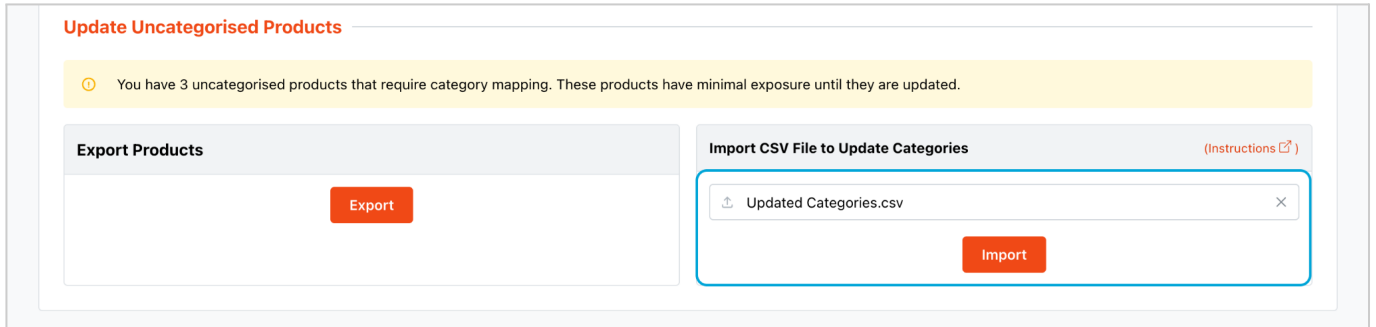 Update Uncategorised Products
You have 3 uncategorised products that require category mapping. These products have minimal exposure until they are updated.
Export Products
Export
Import CSV File to Update Categories
(Instructions)
Updated Categories.csv
Import